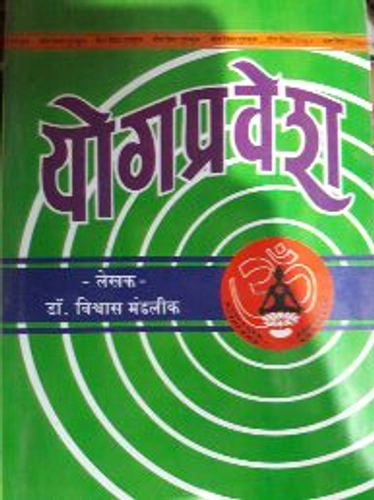 योगप्रवेश
- लेखक -
डॉ. विश्वास मंडलीक
ॐ